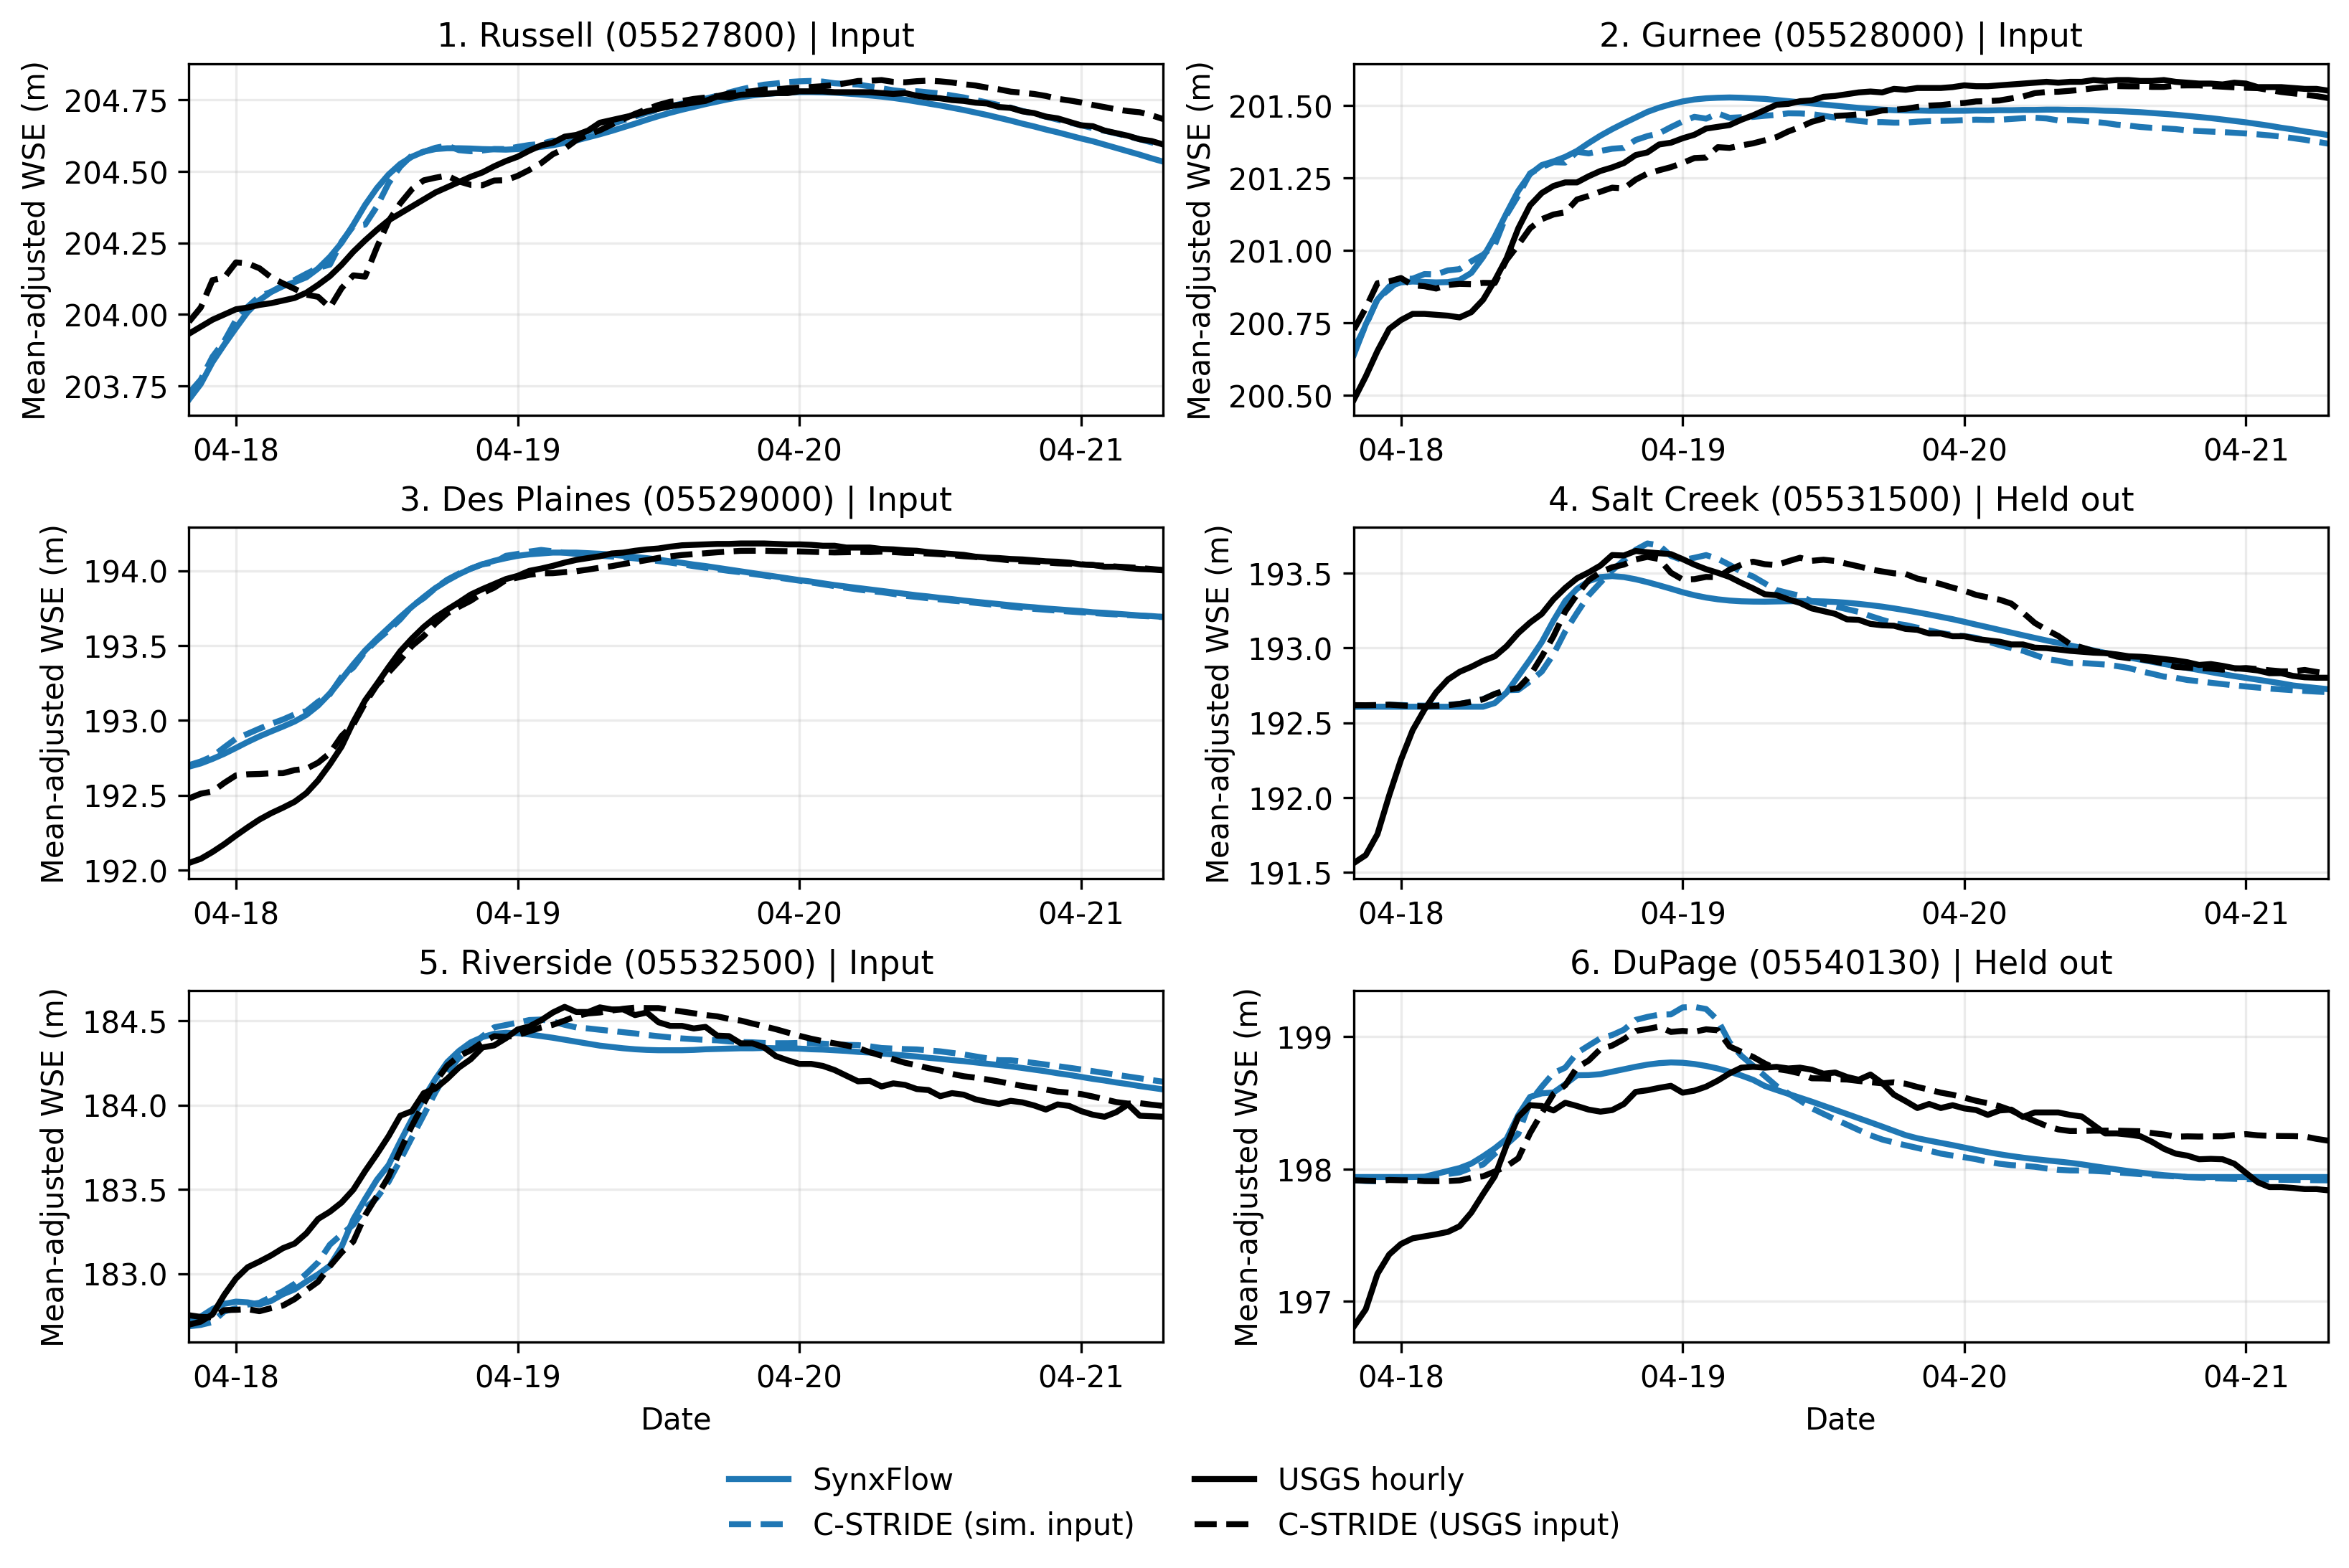 1. Russell (05527800) | Input
Mean-adjusted WSE (m)
204.75
204.50
204.25
204.00
203.75
04-18 04-19 04-20 04-21
2. Gurnee (05528000) | Input
Mean-adjusted WSE (m)
201.50
201.25
201.00
200.75
200.50
04-18 04-19 04-20 04-21
3. Des Plaines (05529000) | Input
Mean-adjusted WSE (m)
194.0
193.5
193.0
192.5
192.0
04-18 04-19 04-20 04-21
4. Salt Creek (05531500) | Held out
Mean-adjusted WSE (m)
193.5
193.0
192.5
192.0
191.5
04-18 04-19 04-20 04-21
5. Riverside (05532500) | Input
Mean-adjusted WSE (m)
184.5
184.0
183.5
183.0
04-18 04-19 04-20 04-21
Date
6. DuPage (05540130) | Held out
Mean-adjusted WSE (m)
199
198
197
04-18 04-19 04-20 04-21
Date
SynxFlow
C-STRIDE (sim. input)
USGS hourly
C-STRIDE (USGS input)